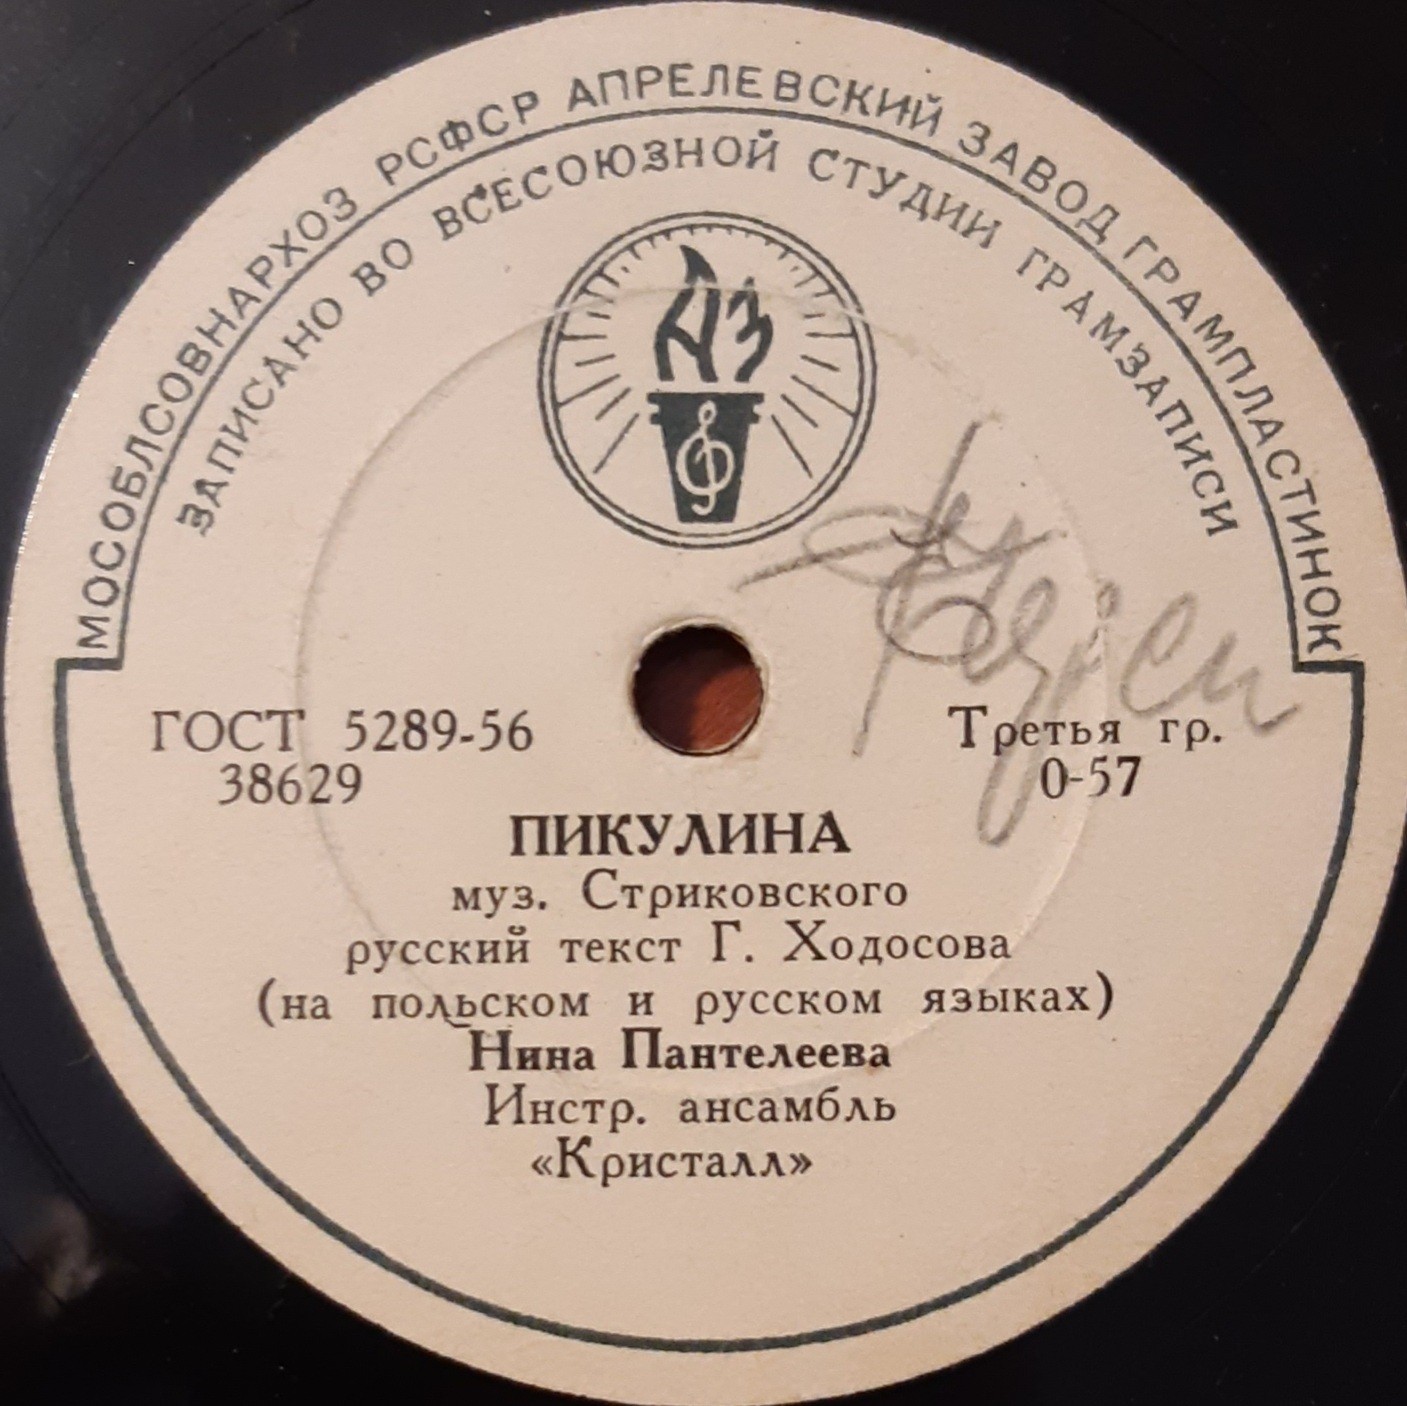 МОСОБЛСОВНАРХОЗ РСФСР АПРЕЛЕВСКИЙ ЗАВОД ГРАМПЛАСТИНОК
ЗАПИСАНО ВО ВСЕСОЮЗНОЙ СТУДИИ ГРАМЗАПИСИ
АЗ
ГОСТ 5289-56
38629
Третья гр.
0-57
ПИКУЛИНА
муз. Стриковского
русский текст Г. Ходосова
(на польском и русском языках)
Нина Пантелеева
Инстр. ансамбль
«Кристалл»